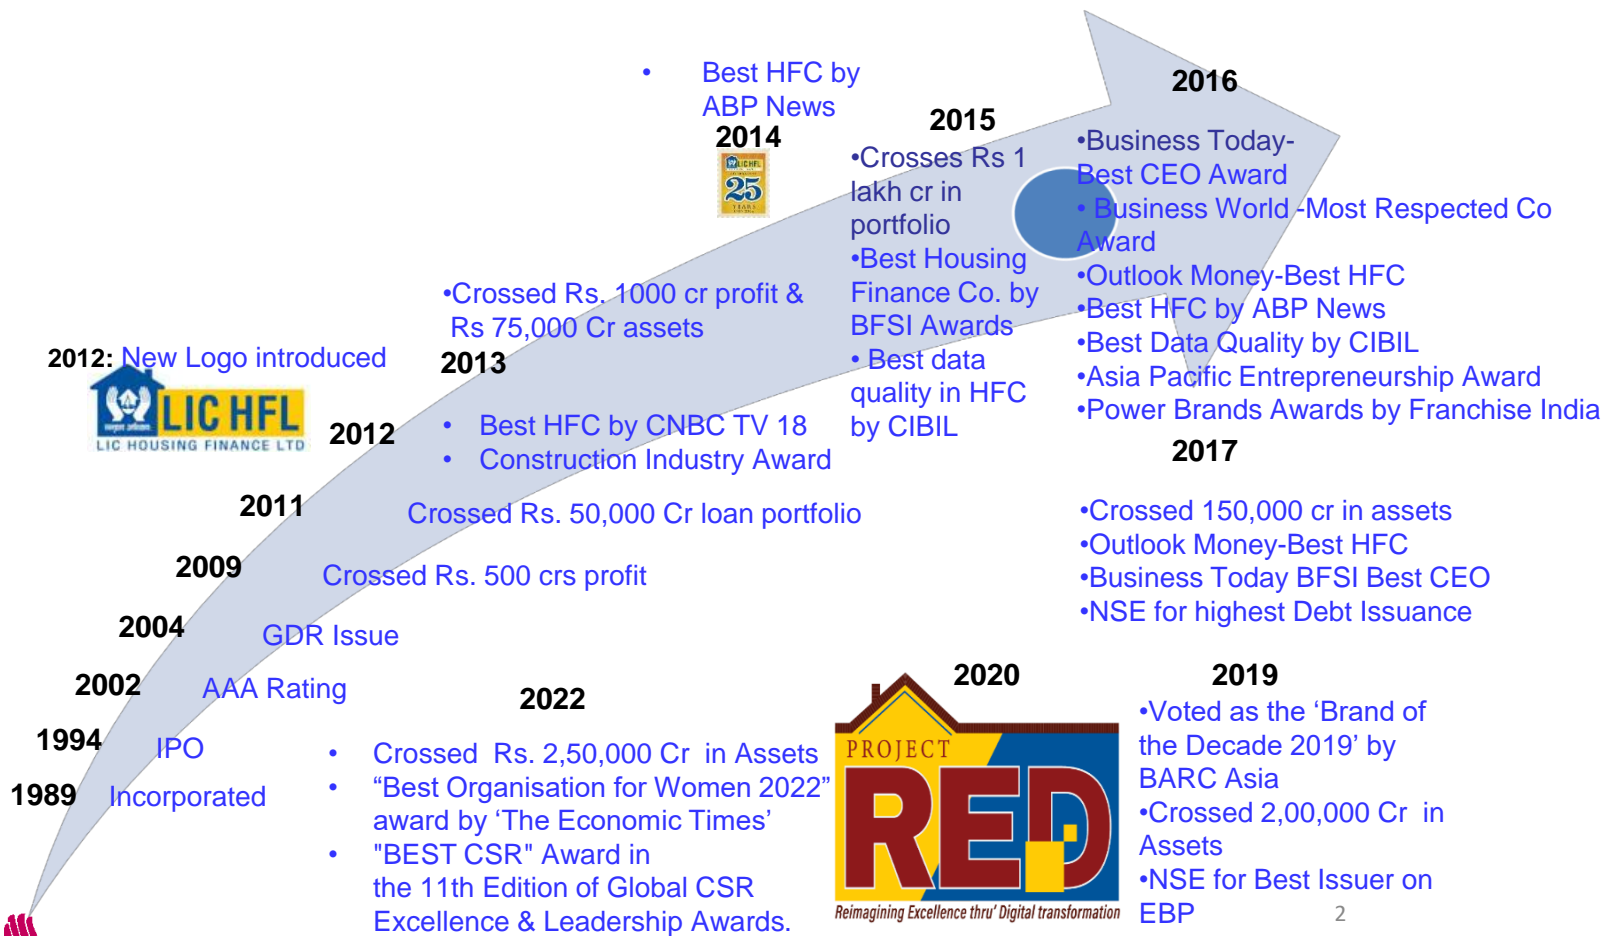 • Best HFC by
ABP News
2014
LICHFL
25
YEARS
2015
•Crosses Rs 1
lakh cr in
portfolio
•Best Housing
Finance Co. by
BFSI Awards
• Best data
quality in HFC
by CIBIL
2016
•Business Today-
Best CEO Award
• Business World -Most Respected Co
Award
•Outlook Money-Best HFC
•Best HFC by ABP News
•Best Data Quality by CIBIL
•Asia Pacific Entrepreneurship Award
•Power Brands Awards by Franchise India
2017
•Crossed 150,000 cr in assets
•Outlook Money-Best HFC
•Business Today BFSI Best CEO
•NSE for highest Debt Issuance
•Crossed Rs. 1000 cr profit &
Rs 75,000 Cr assets
2013
2012: New Logo introduced
LIC HFL
LIC HOUSING FINANCE LTD
2012
• Best HFC by CNBC TV 18
• Construction Industry Award
2011
Crossed Rs. 50,000 Cr loan portfolio
2009
Crossed Rs. 500 crs profit
2004
GDR Issue
2002
AAA Rating
1994
IPO
1989
Incorporated
2022
• Crossed Rs. 2,50,000 Cr in Assets
• “Best Organisation for Women 2022”
award by ‘The Economic Times’
• "BEST CSR" Award in
the 11th Edition of Global CSR
Excellence & Leadership Awards.
2020
PROJECT
RED
Reimagining Excellence thru' Digital transformation
2019
•Voted as the ‘Brand of
the Decade 2019’ by
BARC Asia
•Crossed 2,00,000 Cr in
Assets
•NSE for Best Issuer on
EBP
2